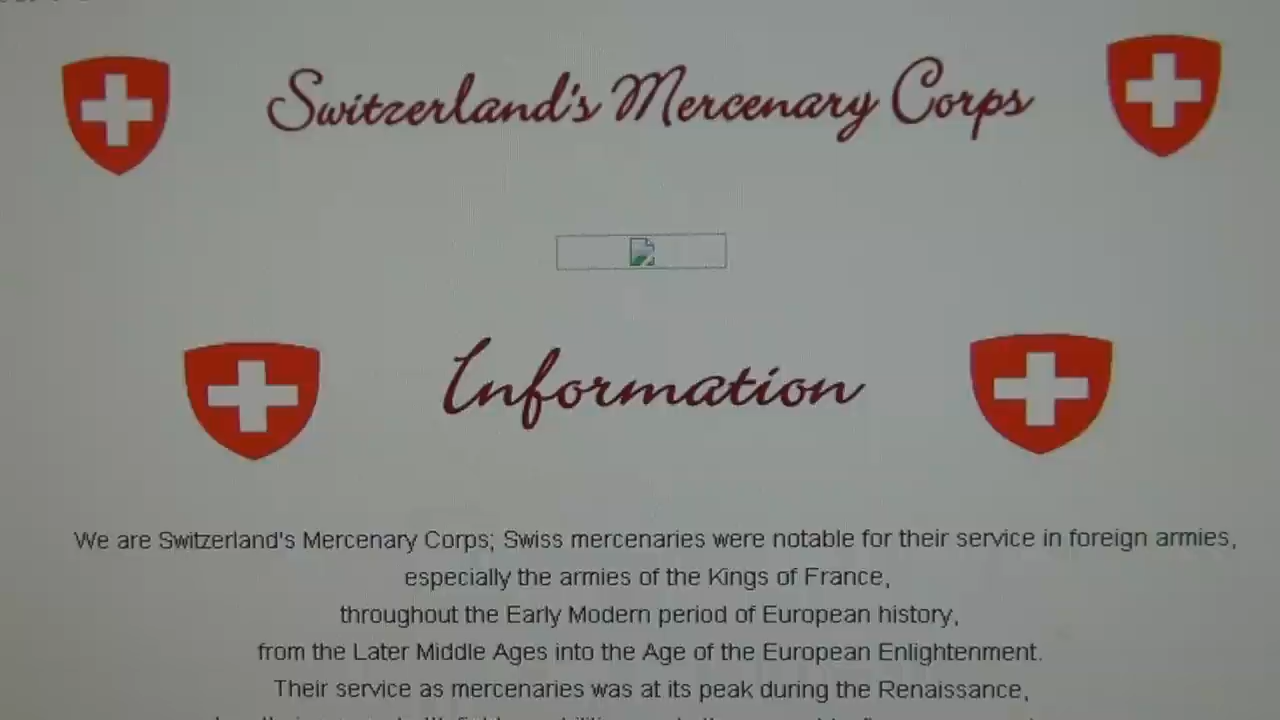 Switzerland's Mercenary Corps
Information
We are Switzerland's Mercenary Corps; Swiss mercenaries were notable for their service in foreign armies,
especially the armies of the Kings of France,
throughout the Early Modern period of European history,
from the Later Middle Ages into the Age of the European Enlightenment.
Their service as mercenaries was at its peak during the Renaissance,